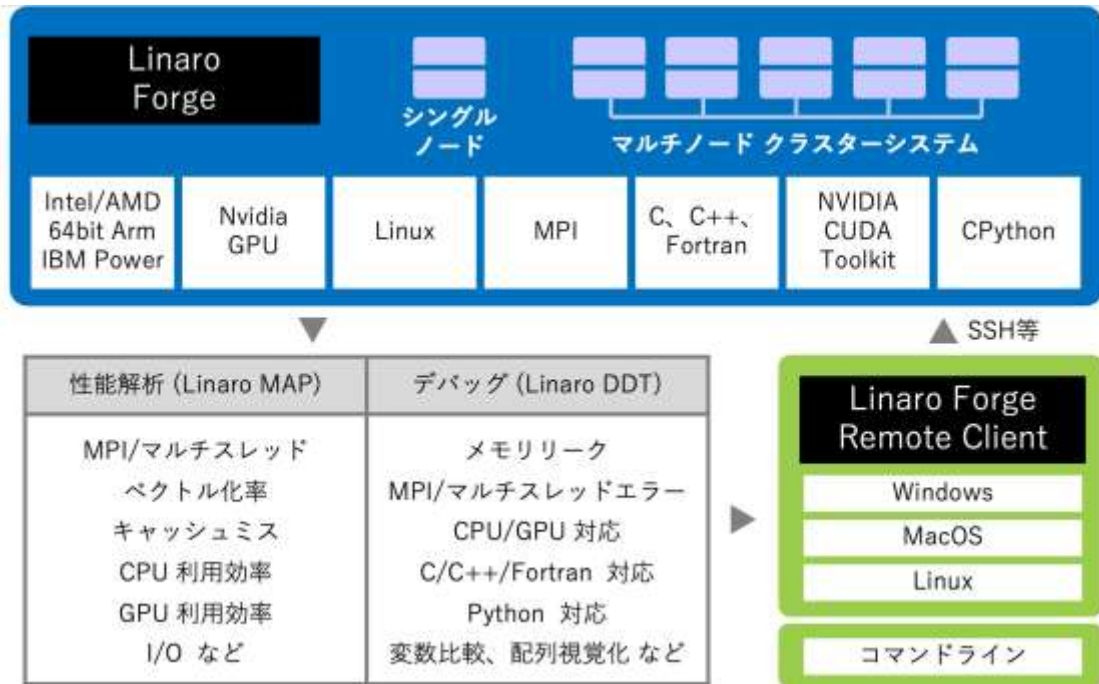 Linaro
Forge
シングル
ノード
マルチノード クラスターシステム
Intel/AMD
64bit Arm
IBM Power
Nvidia
GPU
Linux
MPI
C、C++、
Fortran
NVIDIA
CUDA
Toolkit
CPython
SSH等
性能解析 (Linaro MAP)
MPI/マルチスレッド
ベクトル化率
キャッシュミス
CPU 利用効率
GPU 利用効率
I/O など
デバッグ (Linaro DDT)
メモリリーク
MPI/マルチスレッドエラー
CPU/GPU 対応
C/C++/Fortran 対応
Python 対応
変数比較、配列視覚化 など
Linaro Forge
Remote Client
Windows
MacOS
Linux
コマンドライン